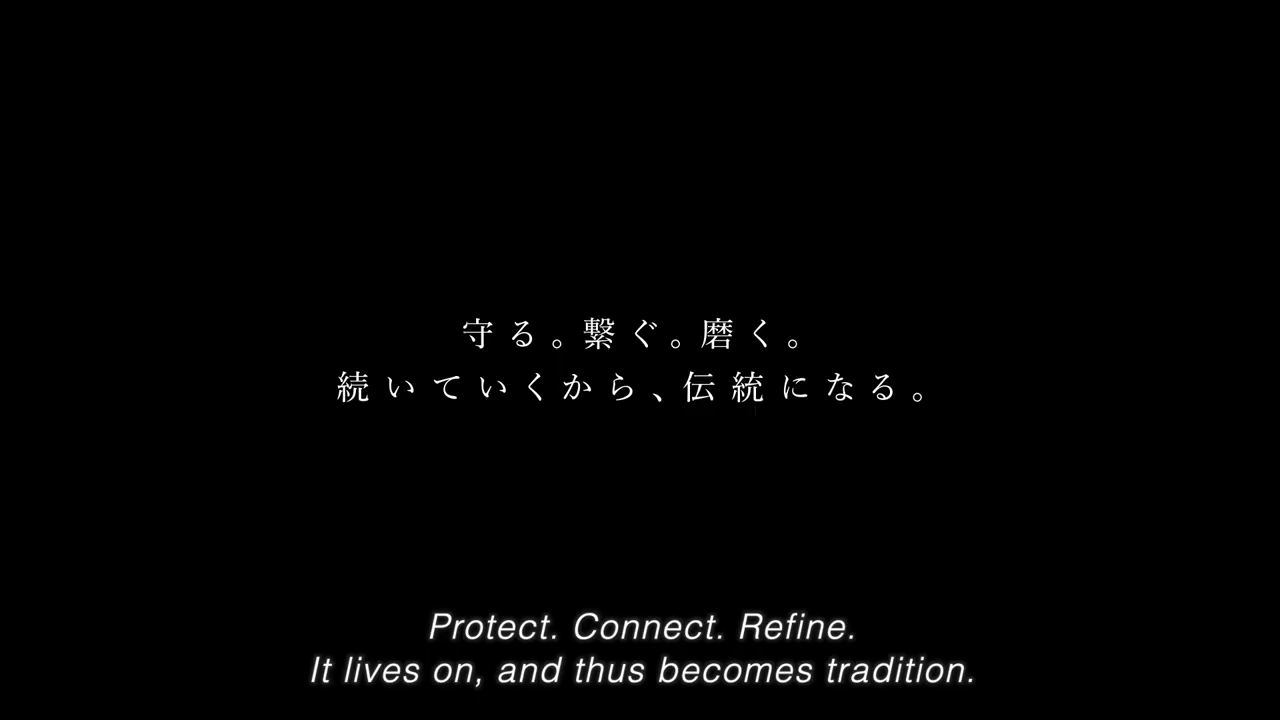 守る。繋ぐ。磨く。
続いていくから、伝統になる。
Protect. Connect. Refine.
It lives on, and thus becomes tradition.